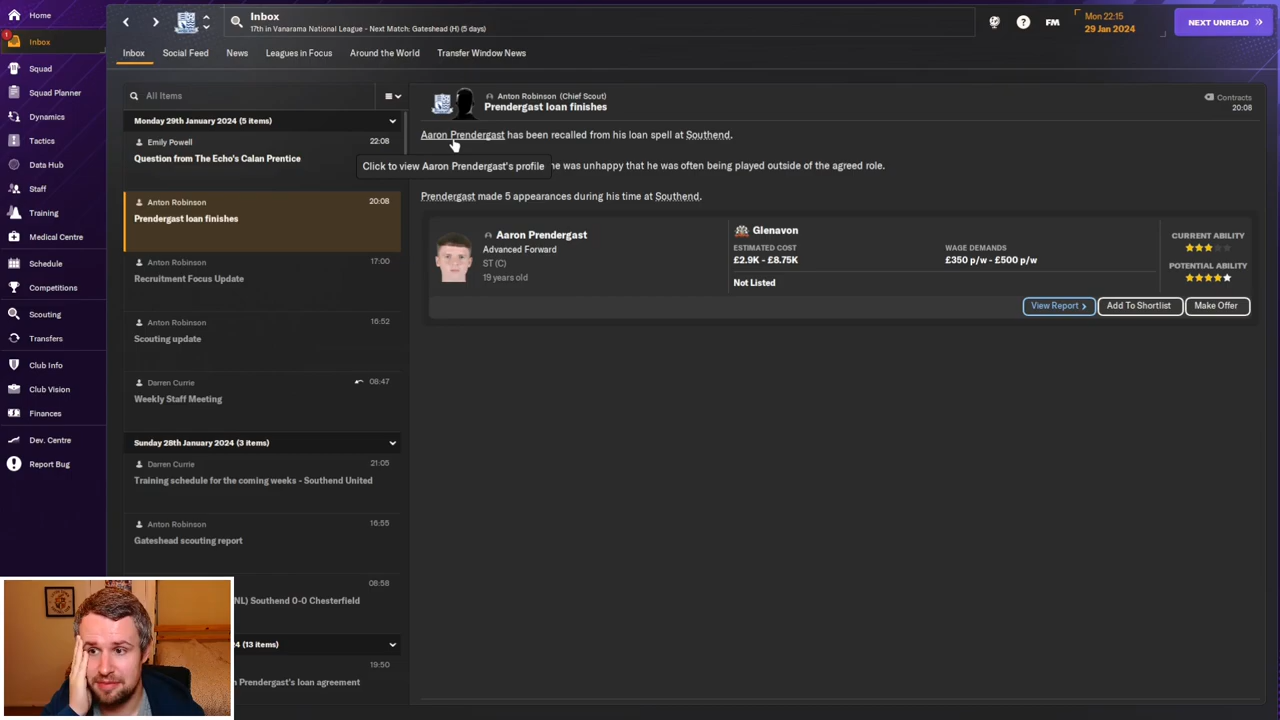 Home
Inbox
1
Squad
Squad Planner
Dynamics
Tactics
Data Hub
Staff
Training
Medical Centre
Schedule
Competitions
Scouting
Transfers
Club Info
Club Vision
Finances
Dev. Centre
Report Bug
Inbox
17th in Vanarama National League - Next Match: Gateshead (H) (5 days)
FM
Mon 22:15
29 Jan 2024
NEXT UNREAD
Inbox
Social Feed
News
Leagues in Focus
Around the World
Transfer Window News
All Items
Monday 29th January 2024 (5 items)
Emily Powell 22:08
Question from The Echo's Calan Prentice
Anton Robinson 20:08
Prendergast loan finishes
Anton Robinson 17:00
Recruitment Focus Update
Anton Robinson 16:52
Scouting update
Darren Currie 08:47
Weekly Staff Meeting
Sunday 28th January 2024 (3 items)
Darren Currie 21:05
Training schedule for the coming weeks - Southend United
Anton Robinson 16:55
Gateshead scouting report
08:58
NL) Southend 0-0 Chesterfield
4 (13 items)
19:50
Prendergast's loan agreement
Anton Robinson (Chief Scout)
Prendergast loan finishes
Contracts
20:08
Aaron Prendergast has been recalled from his loan spell at Southend.
Click to view Aaron Prendergast's profile
he was unhappy that he was often being played outside of the agreed role.
Prendergast made 5 appearances during his time at Southend.
Aaron Prendergast
Advanced Forward
ST (C)
19 years old
Glenavon
ESTIMATED COST
£2.9K - £8.75K
WAGE DEMANDS
£350 p/w - £500 p/w
Not Listed
CURRENT ABILITY
POTENTIAL ABILITY
View Report
Add To Shortlist
Make Offer